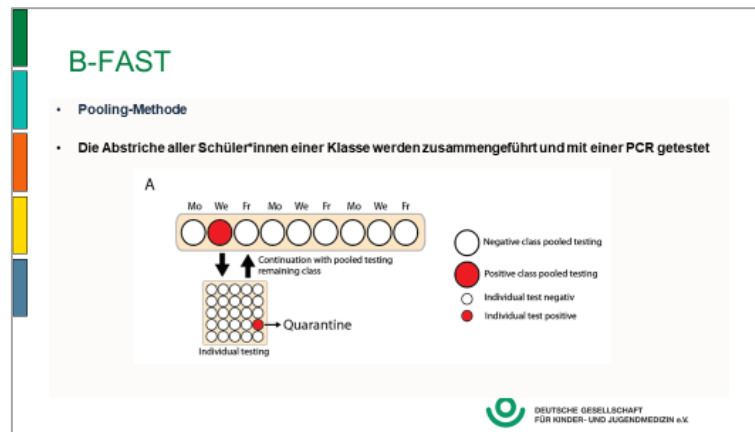 B-FAST
• Pooling-Methode
• Die Abstriche aller Schüler*innen einer Klasse werden zusammengeführt und mit einer PCR getestet
A
Mo We Fr Mo We Fr Mo We Fr
Continuation with pooled testing
remaining class
Quarantine
Individual testing
Negative class pooled testing
Positive class pooled testing
Individual test negativ
Individual test positive
DEUTSCHE GESELLSCHAFT
FÜR KINDER- UND JUGENDMEDIZIN e.V.